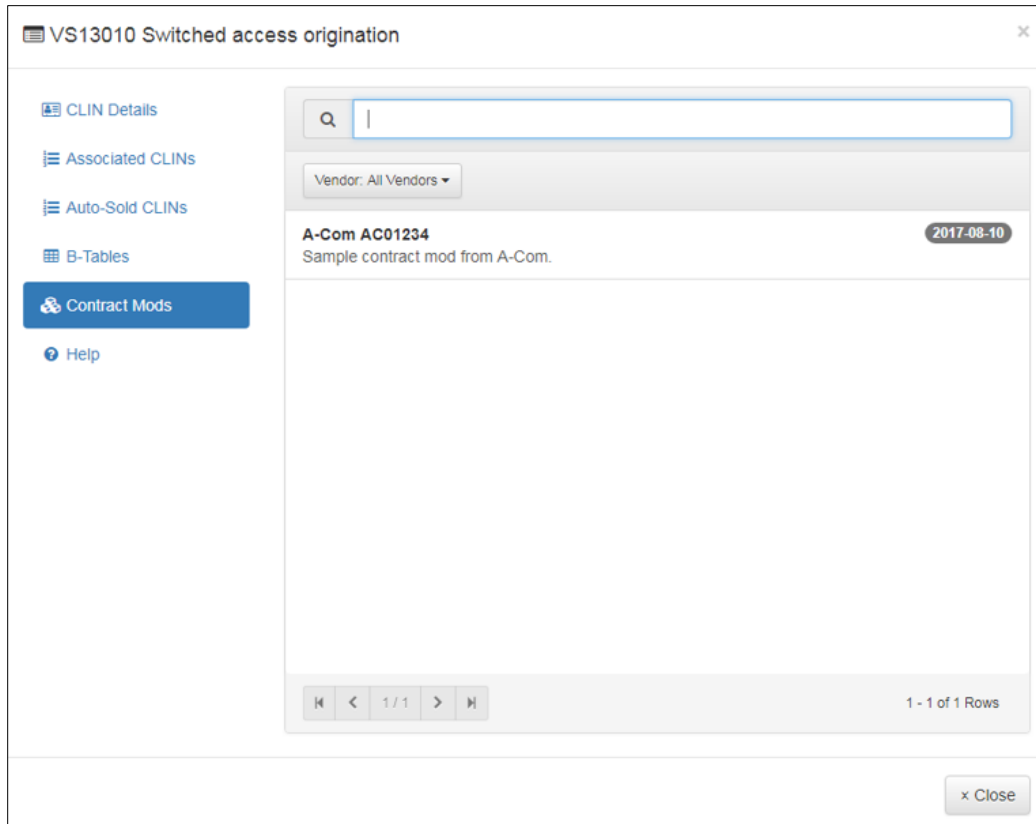 VS13010 Switched access origination
×
CLIN Details
Associated CLINs
Auto-Sold CLINs
B-Tables
Contract Mods
Help
Vendor: All Vendors
A-Com AC01234
2017-08-10
Sample contract mod from A-Com.
1 / 1
1 - 1 of 1 Rows
× Close